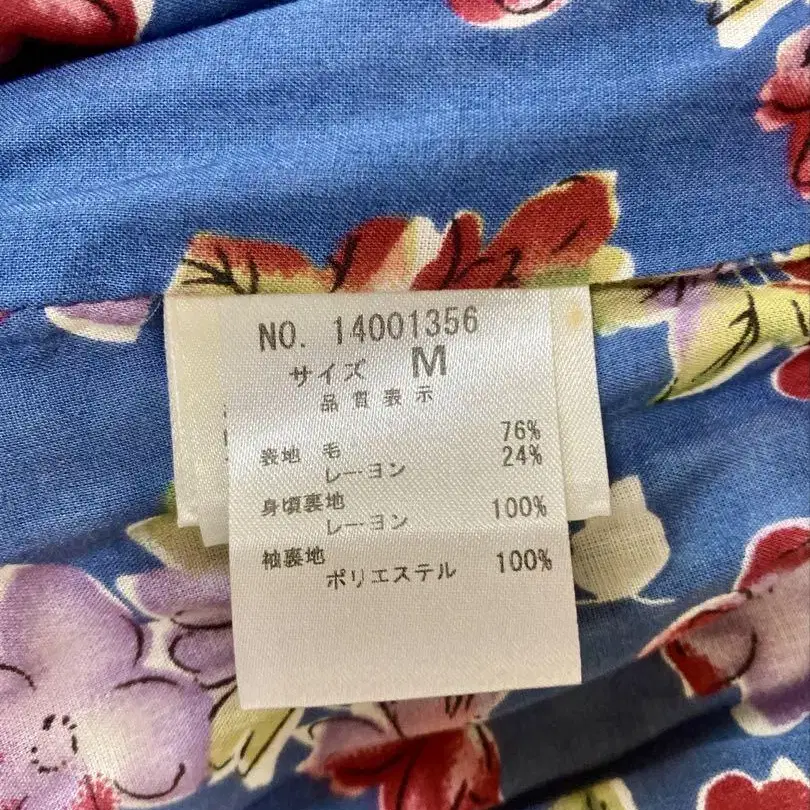 NO. 14001356
サイズ M
品質表示
表地 毛 76%
レーヨン 24%
身頃裏地
レーヨン 100%
袖裏地
ポリエステル 100%